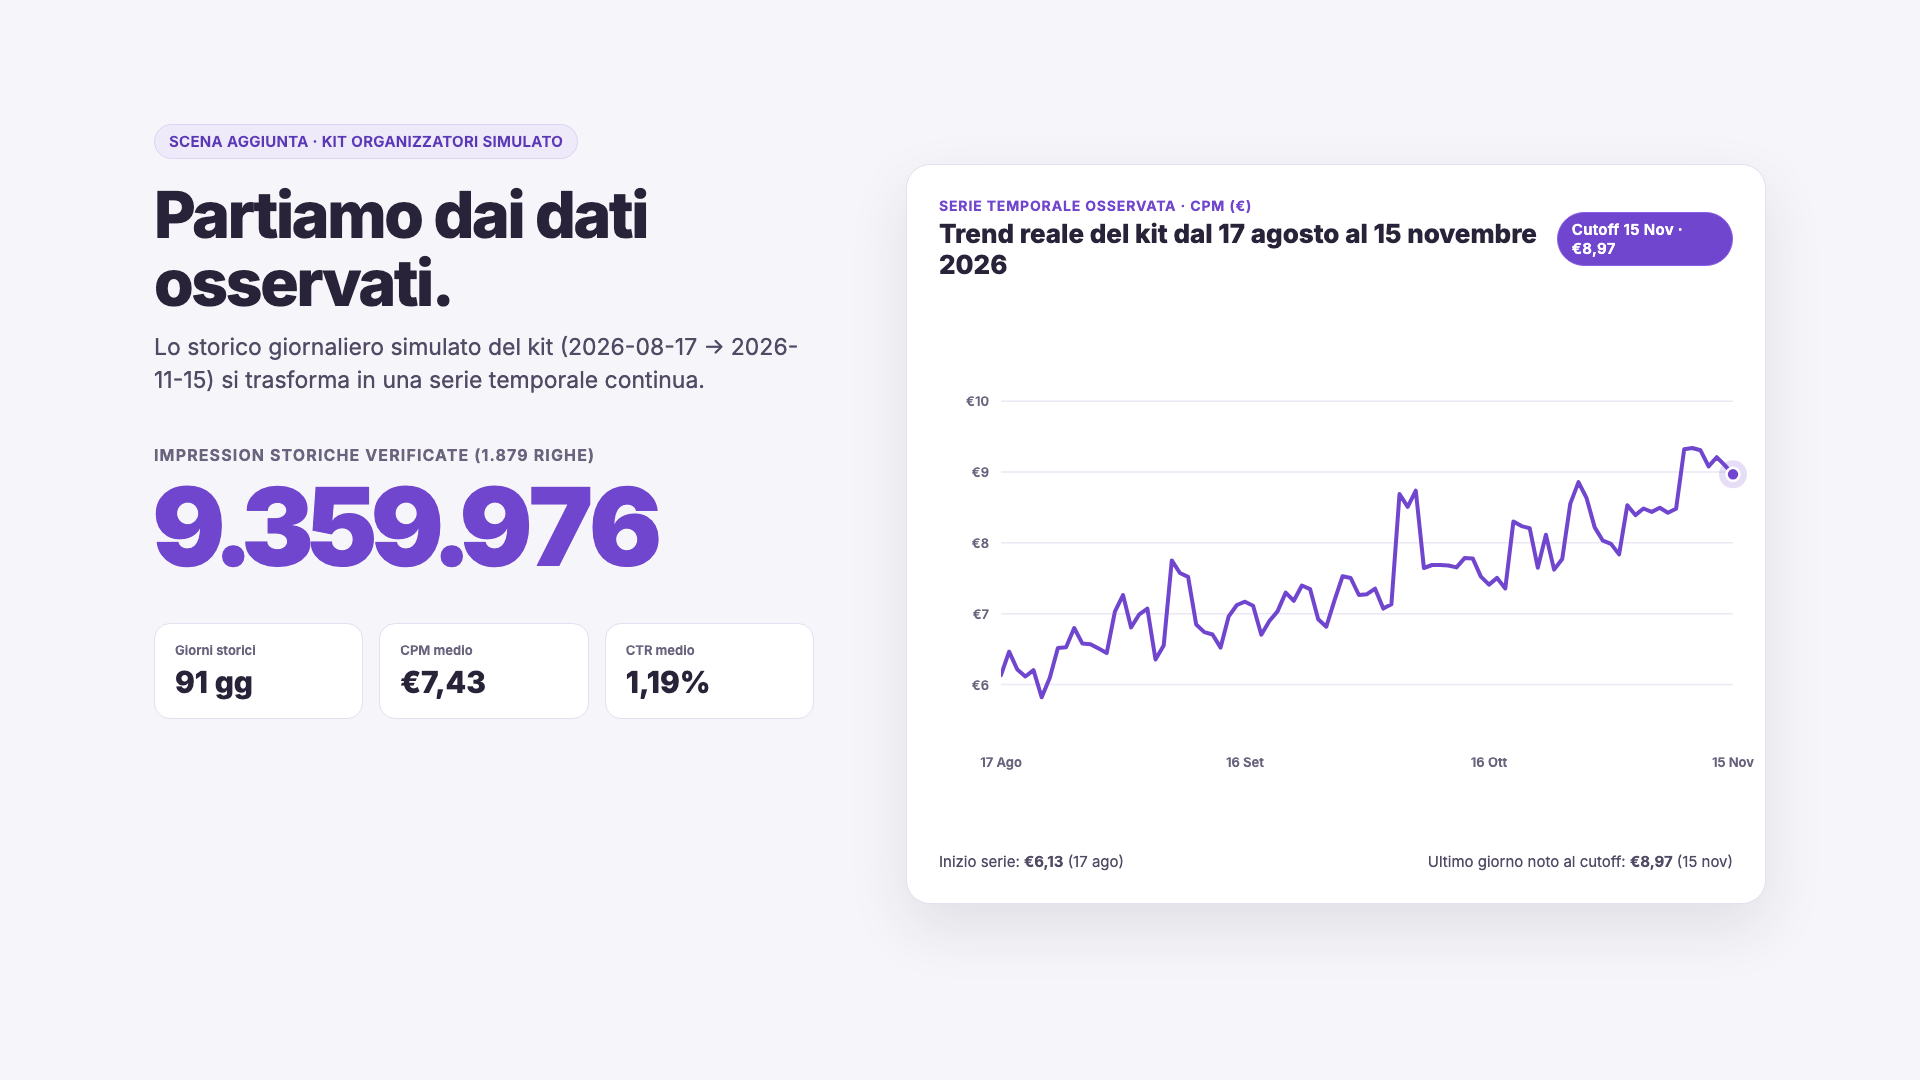 SCENA AGGIUNTA · KIT ORGANIZZATORI SIMULATO
Partiamo dai dati
osservati.
Lo storico giornaliero simulato del kit (2026-08-17 → 2026-
11-15) si trasforma in una serie temporale continua.
IMPRESSION STORICHE VERIFICATE (1.879 RIGHE)
9.359.976
Giorni storici
91 gg
CPM medio
€7,43
CTR medio
1,19%
SERIE TEMPORALE OSSERVATA · CPM (€)
Trend reale del kit dal 17 agosto al 15 novembre
2026
Cutoff 15 Nov ·
€8,97
€10
€9
€8
€7
€6
17 Ago
16 Set
16 Ott
15 Nov
Inizio serie: €6,13 (17 ago)
Ultimo giorno noto al cutoff: €8,97 (15 nov)